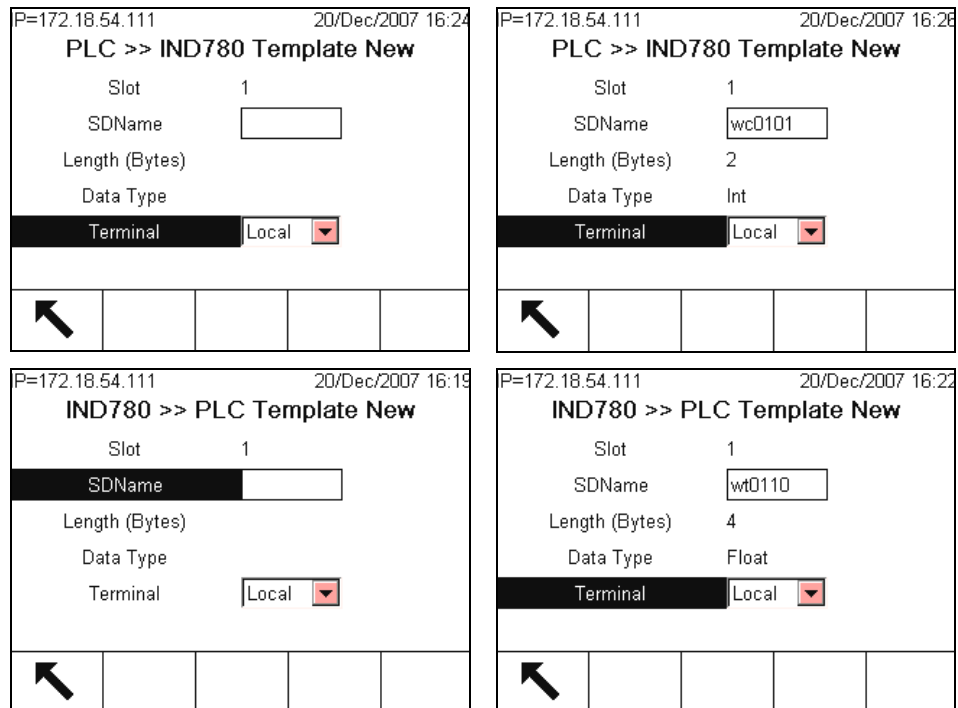 IP=172.18.54.111 20/Dec/2007 16:24
PLC >> IND780 Template New
Slot 1
SDName
Length (Bytes)
Data Type
Terminal Local
IP=172.18.54.111 20/Dec/2007 16:26
PLC >> IND780 Template New
Slot 1
SDName wc0101
Length (Bytes) 2
Data Type Int
Terminal Local
IP=172.18.54.111 20/Dec/2007 16:19
IND780 >> PLC Template New
Slot 1
SDName
Length (Bytes)
Data Type
Terminal Local
IP=172.18.54.111 20/Dec/2007 16:22
IND780 >> PLC Template New
Slot 1
SDName wt0110
Length (Bytes) 4
Data Type Float
Terminal Local